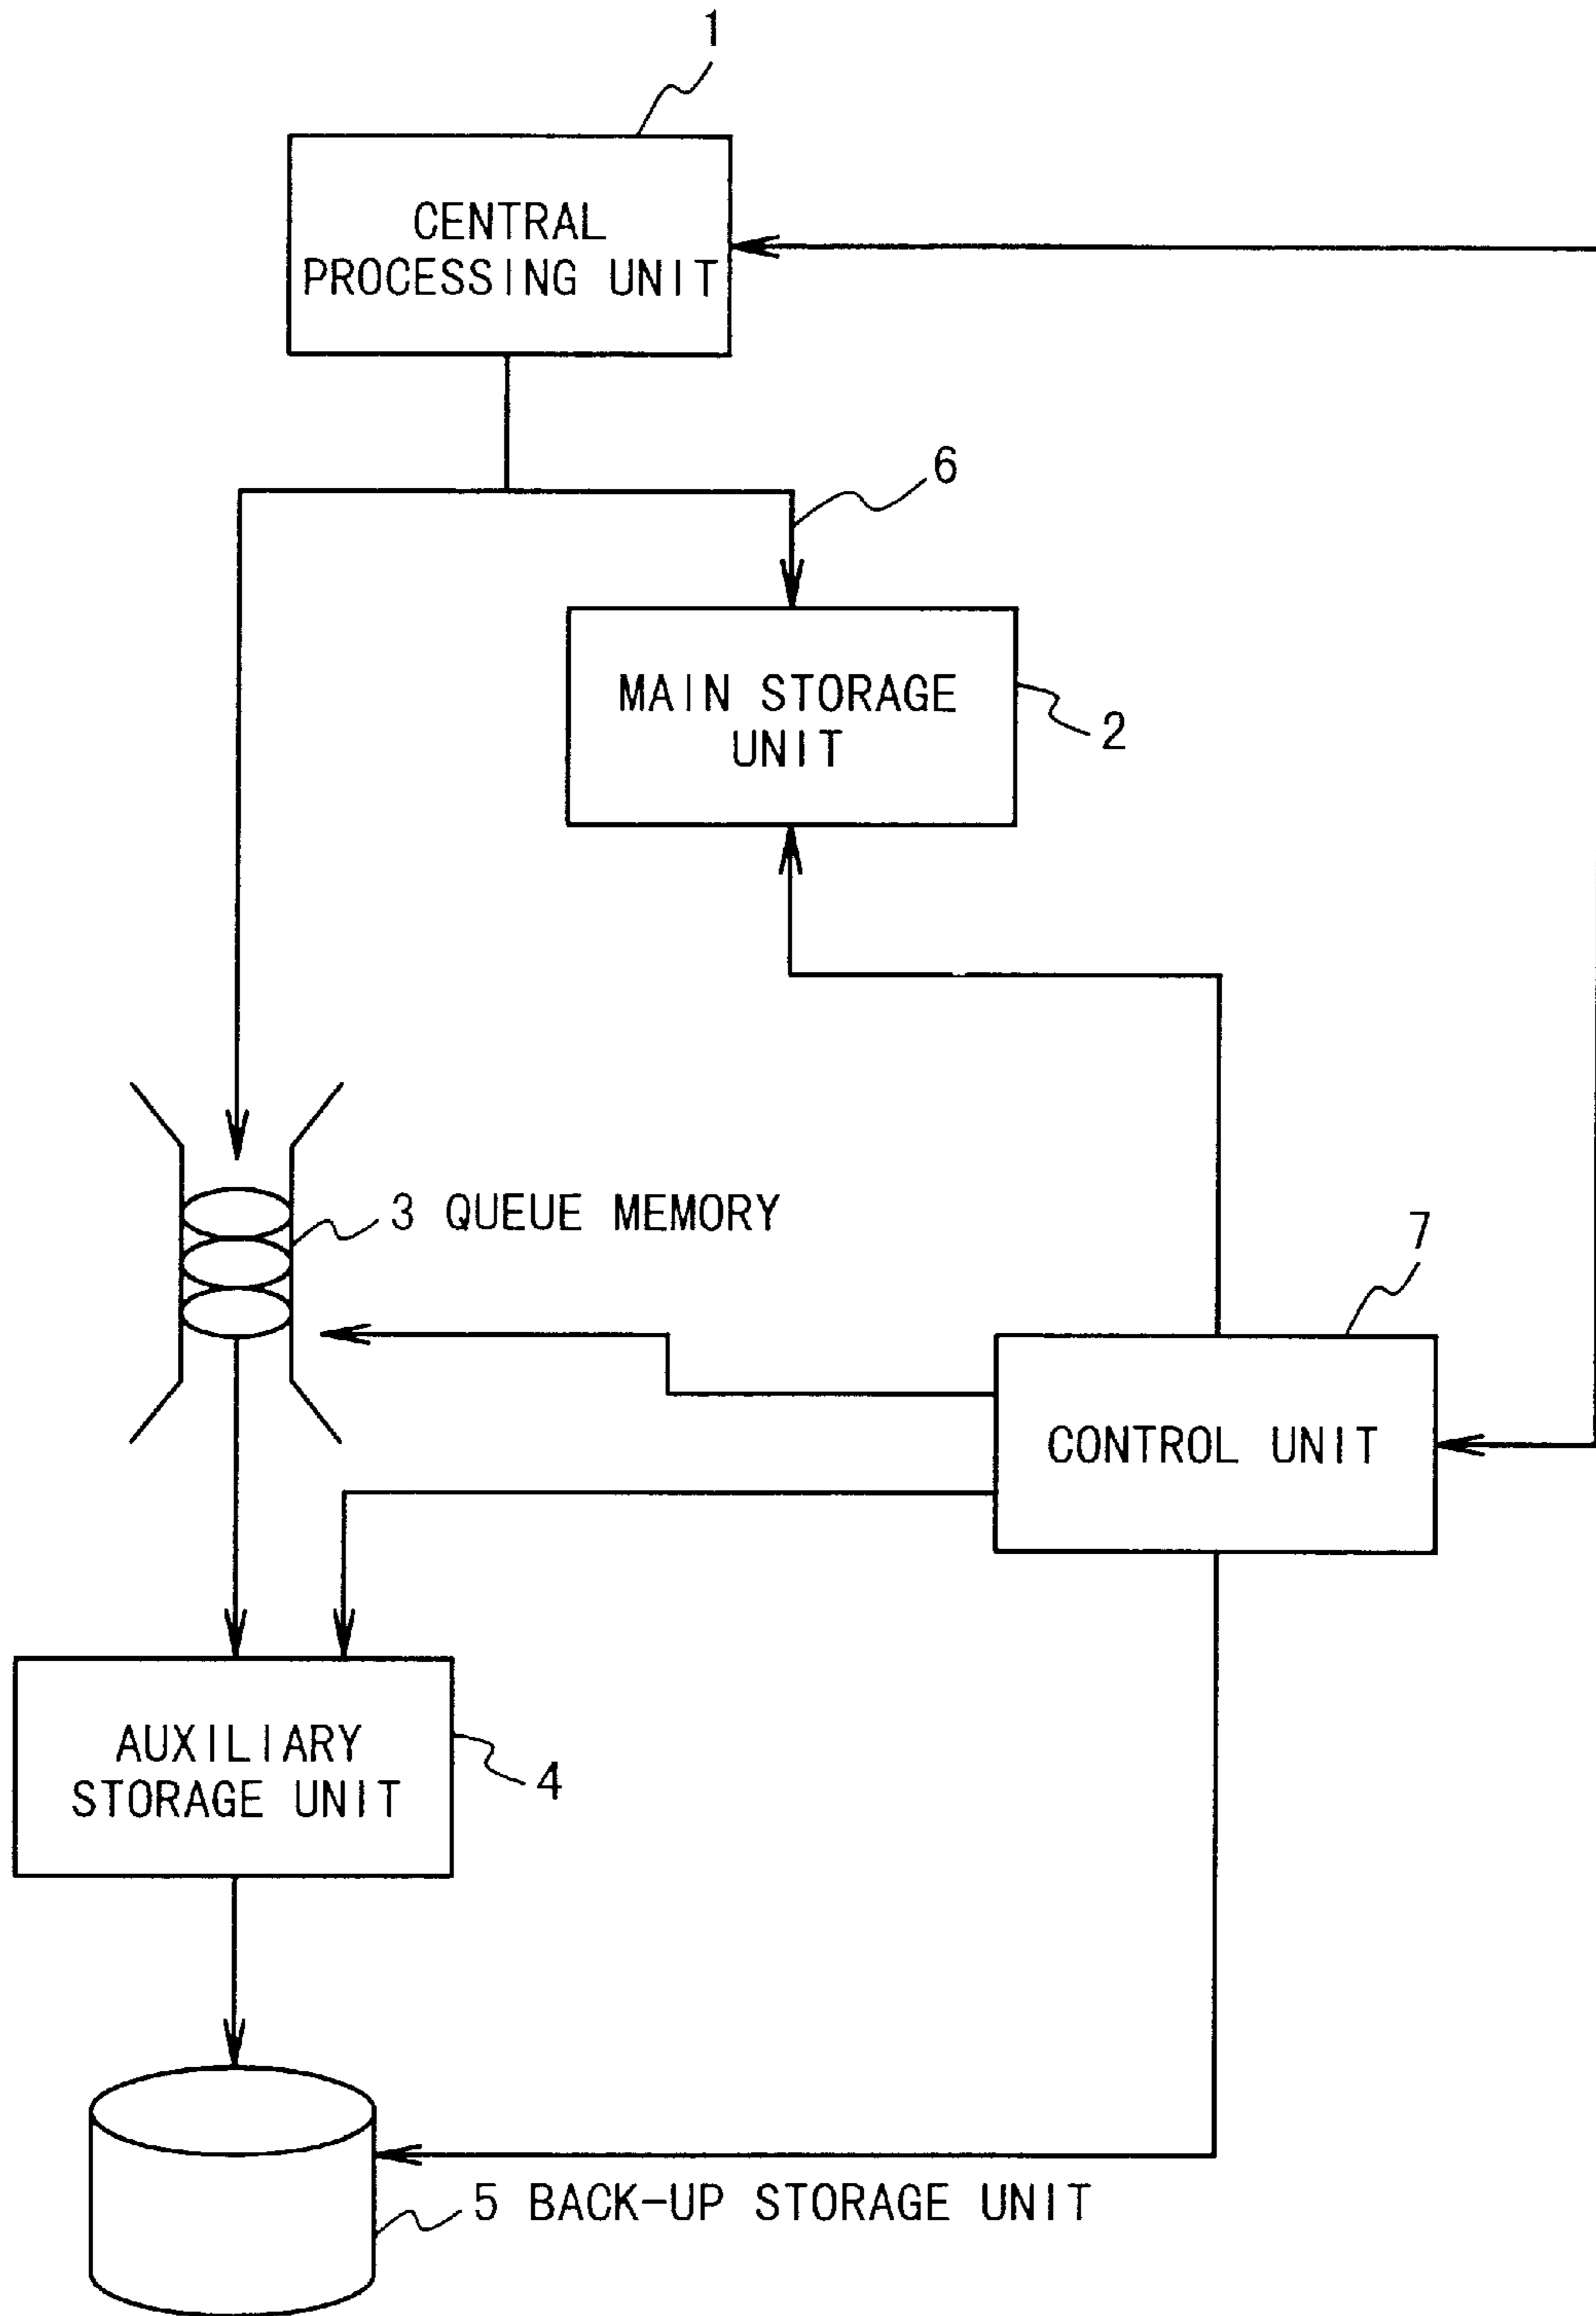 1
CENTRAL
PROCESSING UNIT
6
MAIN STORAGE
UNIT
2
3 QUEUE MEMORY
7
CONTROL UNIT
AUXILIARY
STORAGE UNIT
4
5 BACK-UP STORAGE UNIT